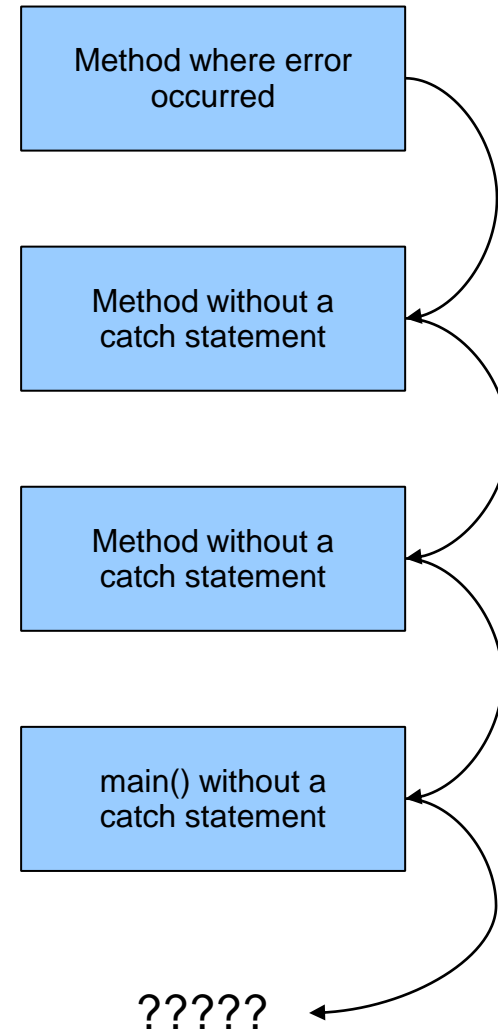 Method where error
occurred
Method without a
catch statement
Method without a
catch statement
main() without a
catch statement
?????